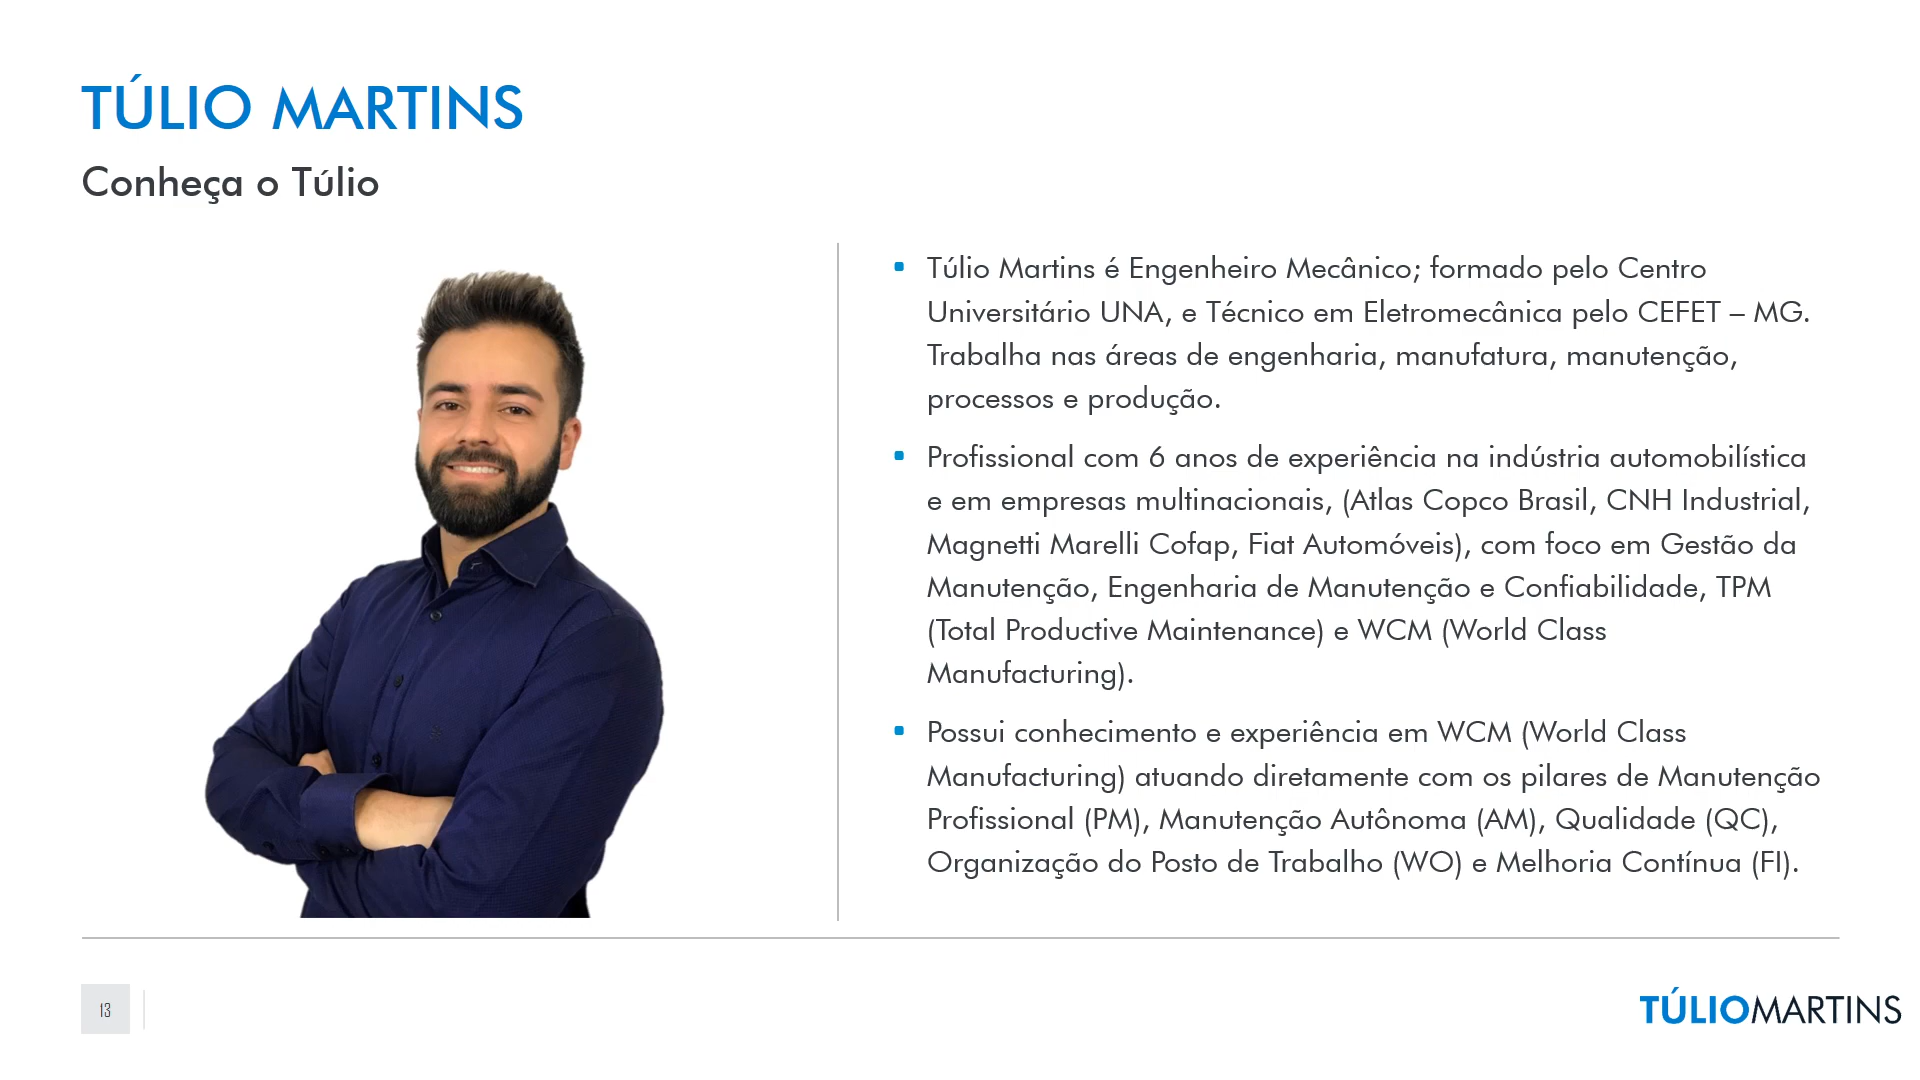 TÚLIO MARTINS
Conheça o Túlio
Túlio Martins é Engenheiro Mecânico; formado pelo Centro
Universitário UNA, e Técnico em Eletromecânica pelo CEFET – MG.
Trabalha nas áreas de engenharia, manufatura, manutenção,
processos e produção.
Profissional com 6 anos de experiência na indústria automobilística
e em empresas multinacionais, (Atlas Copco Brasil, CNH Industrial,
Magnetti Marelli Cofap, Fiat Automóveis), com foco em Gestão da
Manutenção, Engenharia de Manutenção e Confiabilidade, TPM
(Total Productive Maintenance) e WCM (World Class
Manufacturing).
Possui conhecimento e experiência em WCM (World Class
Manufacturing) atuando diretamente com os pilares de Manutenção
Profissional (PM), Manutenção Autônoma (AM), Qualidade (QC),
Organização do Posto de Trabalho (WO) e Melhoria Contínua (FI).
13
TÚLIOMARTINS